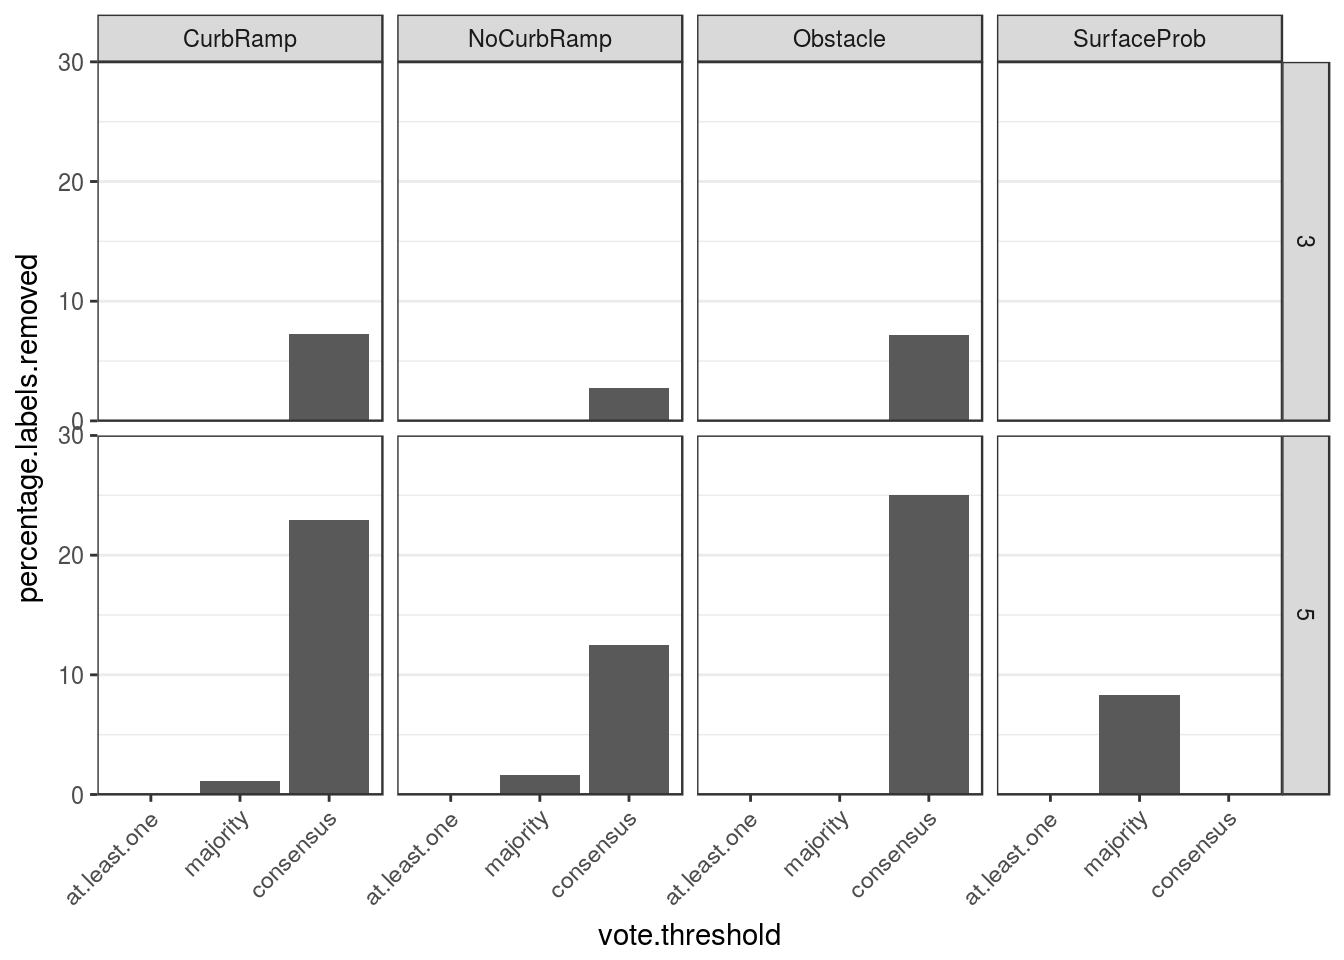 CurbRamp NoCurbRamp Obstacle SurfaceProb
30
20
10
0
3
30
20
10
0
5
percentage.labels.removed
at.least.one majority consensus at.least.one majority consensus at.least.one majority consensus at.least.one majority consensus
vote.threshold